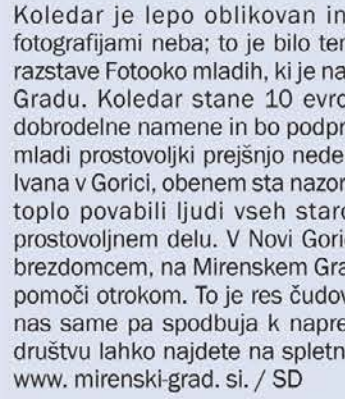 Koledar je lepo oblikovan in
fotografijami neba; to je bilo ten
razstave Fotooko mladih, ki je na
Gradu. Koledar stane 10 evro
dobrodelne namene in bo podpr
mladi prostovoljki prejšnjo nede
Ivana v Gorici, obenem sta nazor
toplo povabili ljudi vseh staro
prostovoljnem delu. V Novi Goric
brezdomcem, na Mirenskem Gra
pomoči otrokom. To je res čudov
nas same pa spodbuja k napre
društvu lahko najdete na spletn
www. mirenski-grad. si. / SD